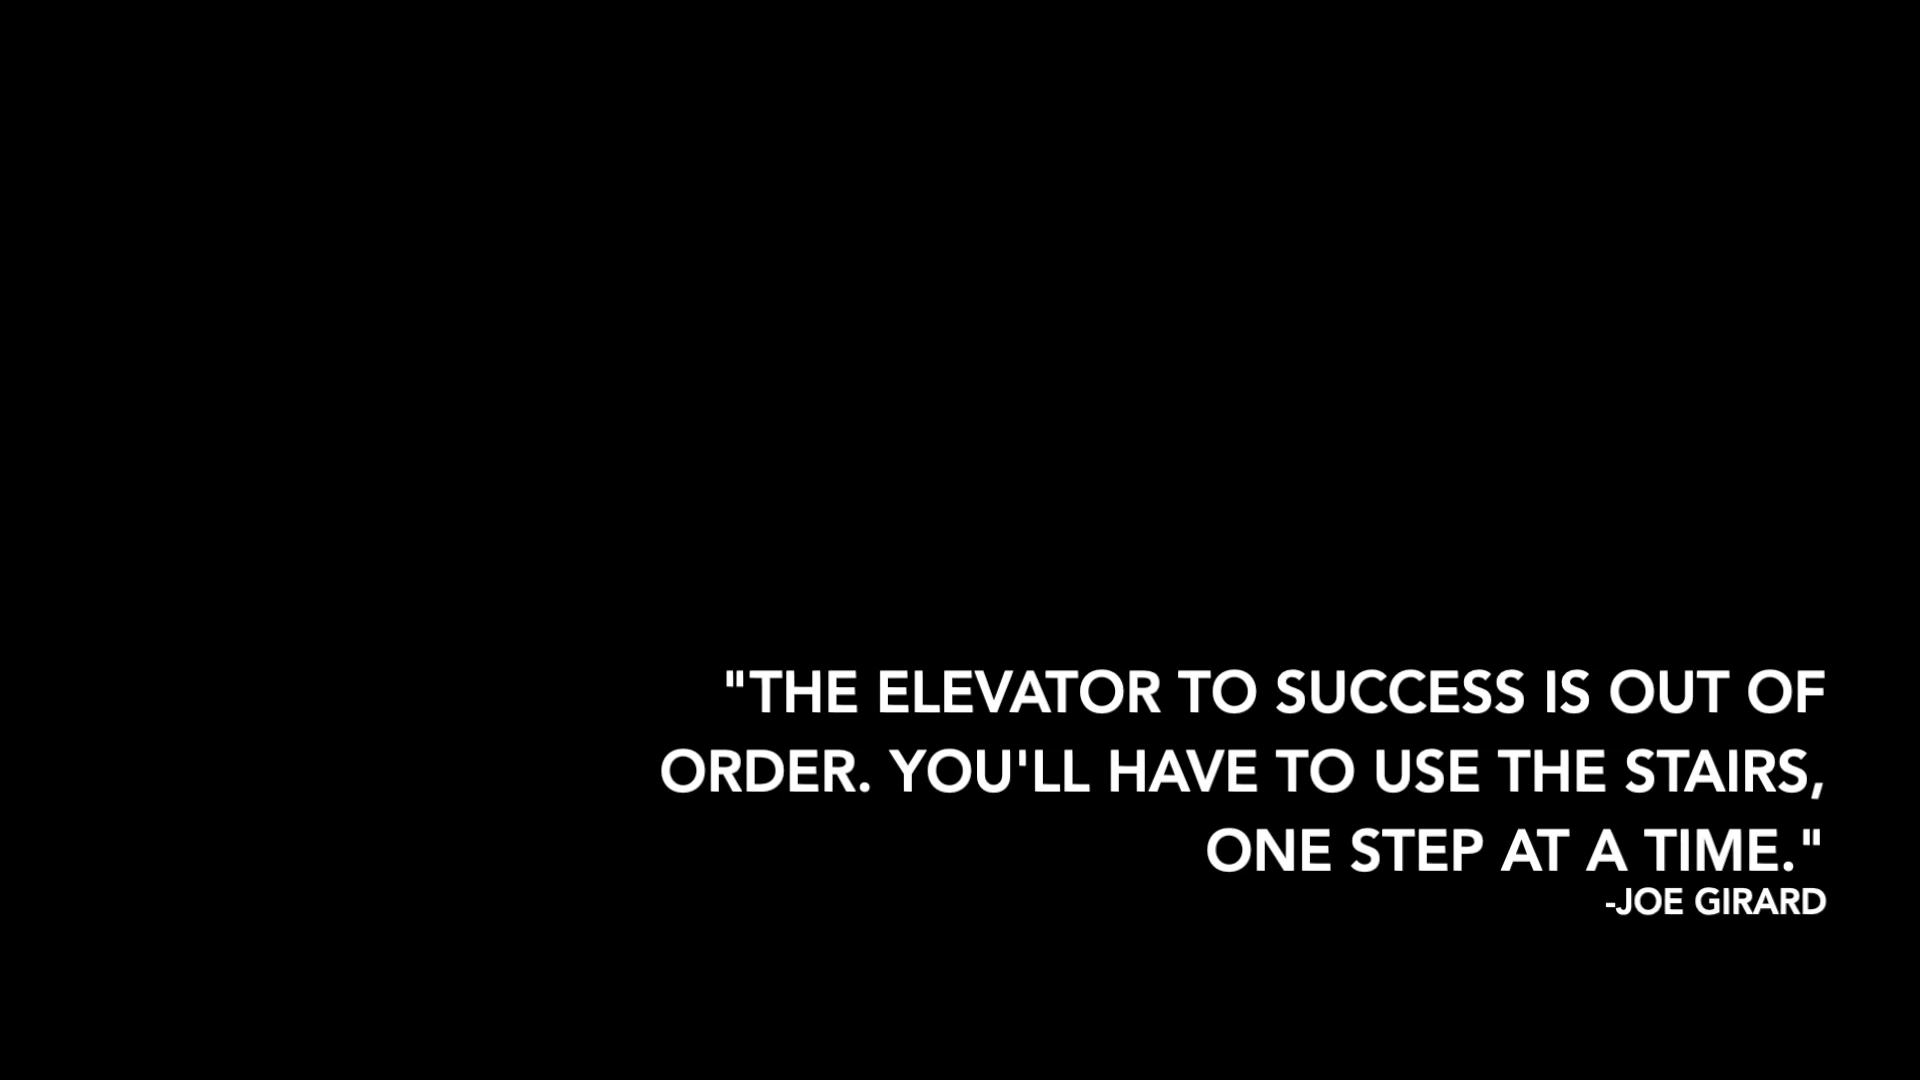 "THE ELEVATOR TO SUCCESS IS OUT OF
ORDER. YOU'LL HAVE TO USE THE STAIRS,
ONE STEP AT A TIME."
-JOE GIRARD